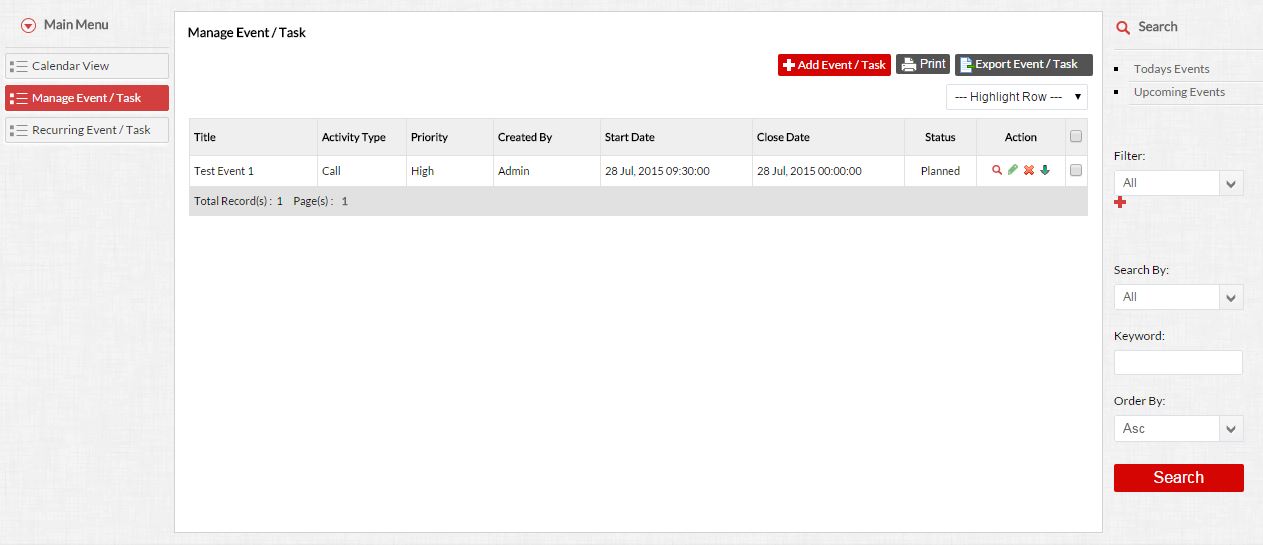 Main Menu
Calendar View
Manage Event / Task
Recurring Event / Task
Manage Event / Task
Add Event / Task Print Export Event / Task
--- Highlight Row ---
Title Activity Type Priority Created By Start Date Close Date Status Action
Test Event 1 Call High Admin 28 Jul, 2015 09:30:00 28 Jul, 2015 00:00:00 Planned
Total Record(s) : 1 Page(s) : 1
Search
Todays Events
Upcoming Events
Filter:
All
Search By:
All
Keyword:
Order By:
Asc
Search